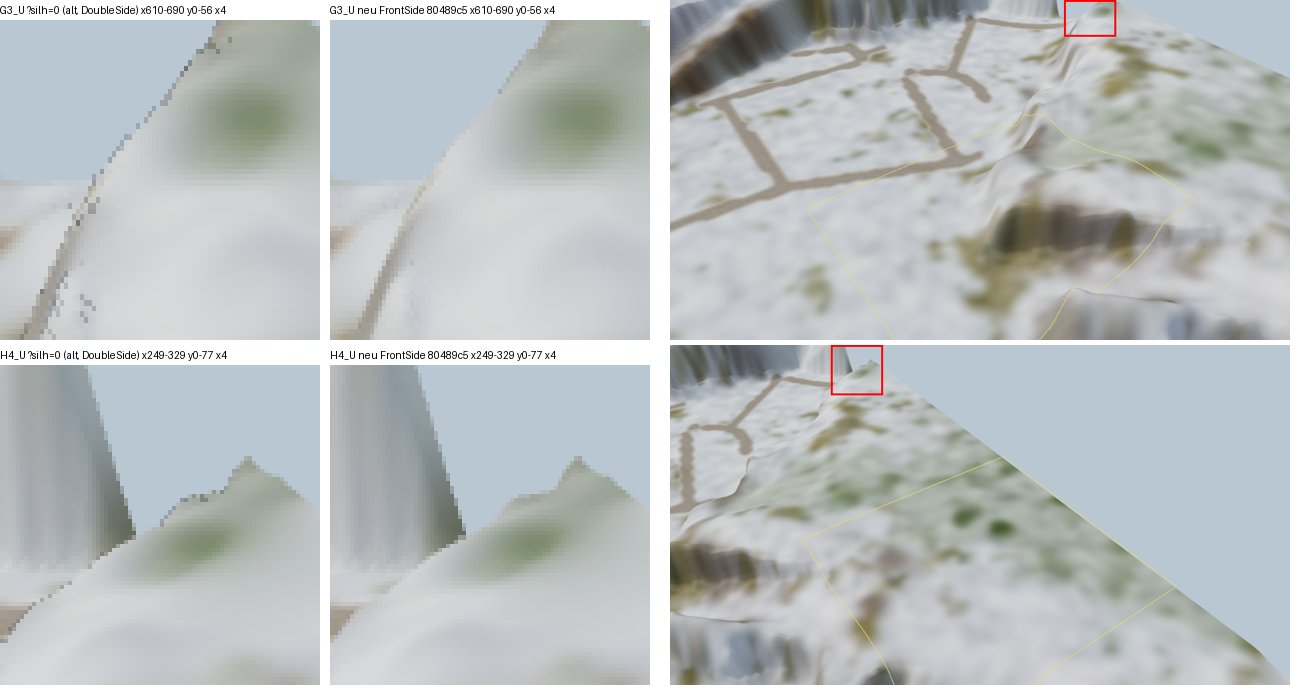 G3_U ?silh=0 (alt, DoubleSide) x610-690 y0-56 x4
G3_U neu FrontSide 80489c5 x610-690 y0-56 x4
H4_U ?silh=0 (alt, DoubleSide) x249-329 y0-77 x4
H4_U neu FrontSide 80489c5 x249-329 y0-77 x4